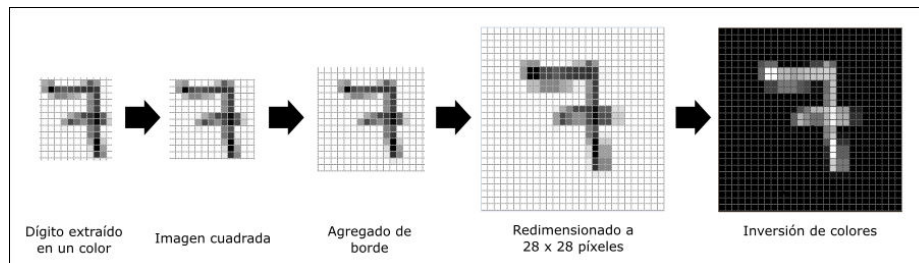 Dígito extraído
en un color
Imagen cuadrada
Agregado de
borde
Redimensionado a
28 x 28 píxeles
Inversión de colores